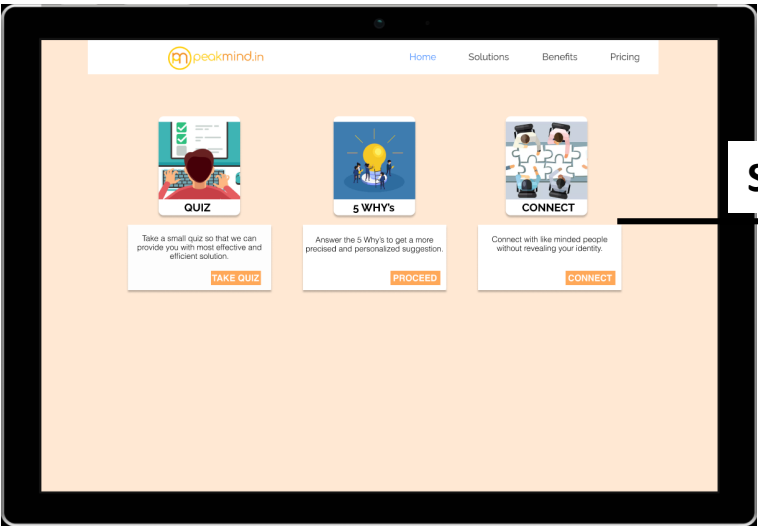 peakmind.in
Home Solutions Benefits Pricing
QUIZ
5 WHY's
CONNECT
Take a small quiz so that we can
provide you with most effective and
efficient solution.
TAKE QUIZ
Answer the 5 Why's to get a more
precised and personalized suggestion.
PROCEED
Connect with like minded people
without revealing your identity.
CONNECT